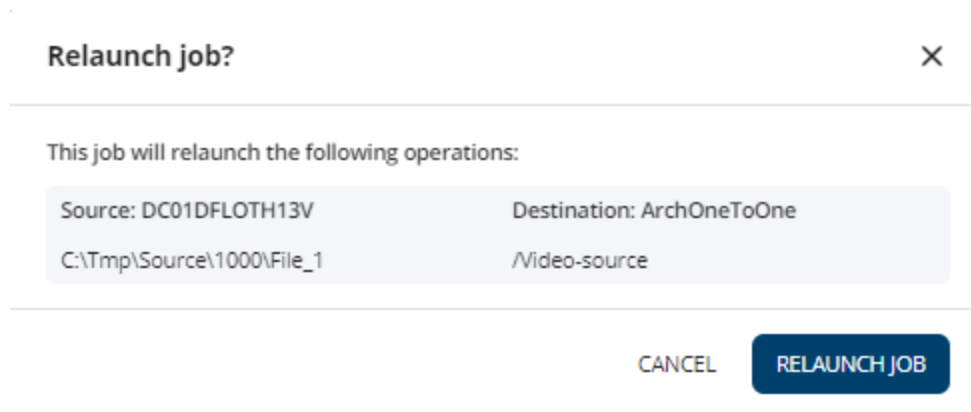 Relaunch job?
This job will relaunch the following operations:
Source: DC01DFLOTH13V Destination: ArchOneToOne
C:\Tmp\Source\1000\File_1 /Video-source
CANCEL RELAUNCH JOB